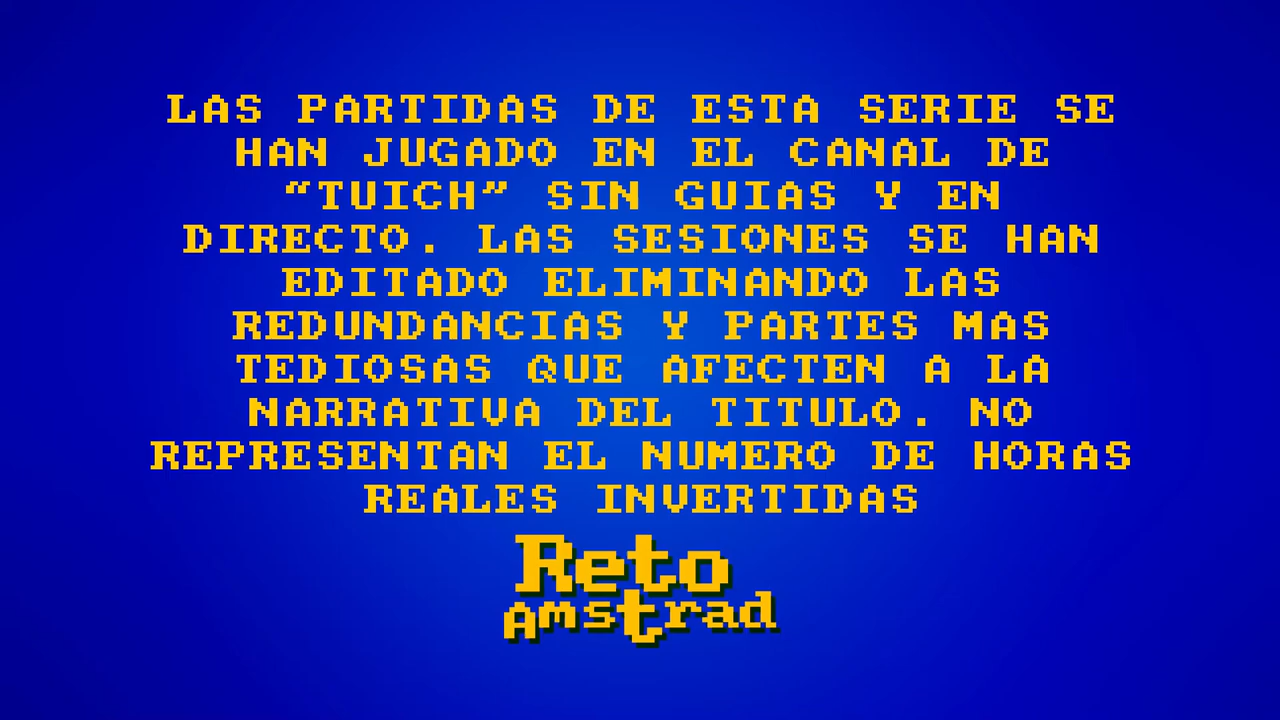 LAS PARTIDAS DE ESTA SERIE SE
HAN JUGADO EN EL CANAL DE
“TUICH” SIN GUIAS Y EN
DIRECTO. LAS SESIONES SE HAN
EDITADO ELIMINANDO LAS
REDUNDANCIAS Y PARTES MAS
TEDIOSAS QUE AFECTEN A LA
NARRATIVA DEL TITULO. NO
REPRESENTAN EL NUMERO DE HORAS
REALES INVERTIDAS
Reto
Amstrad